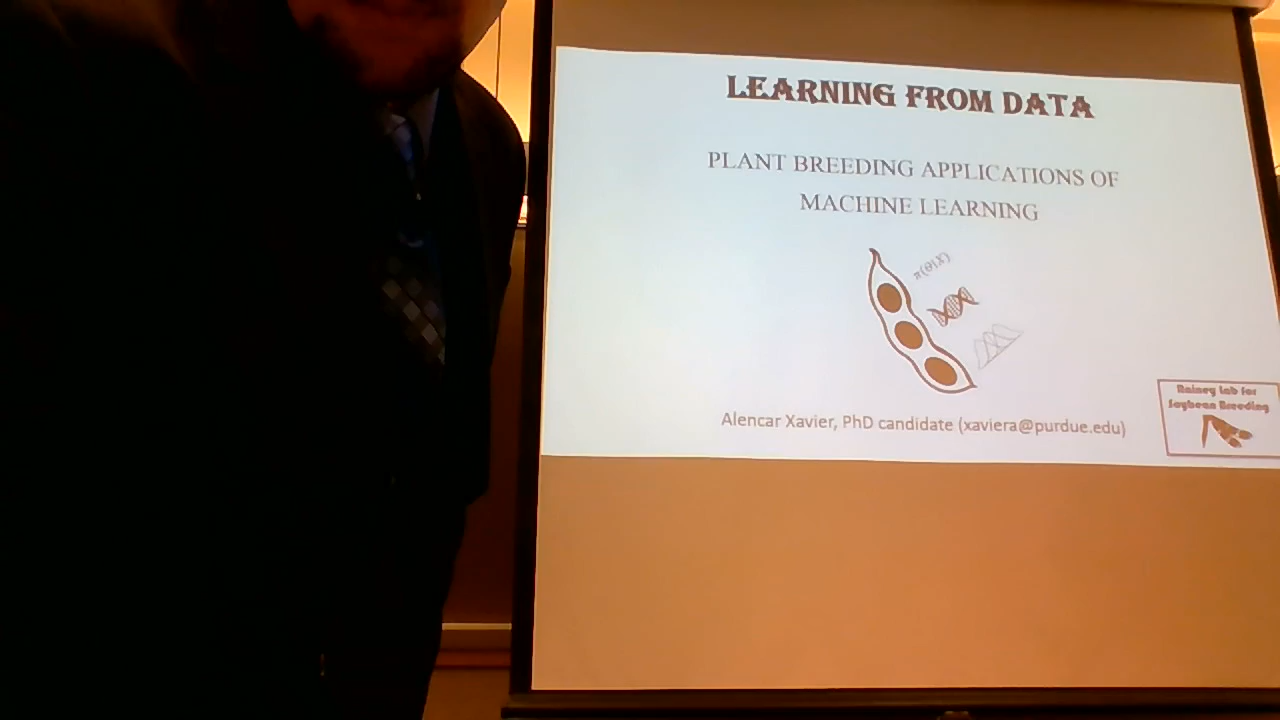 LEARNING FROM DATA
PLANT BREEDING APPLICATIONS OF
MACHINE LEARNING
π(θ|X)
Alencar Xavier, PhD candidate (xaviera@purdue.edu)
Rainey Lab for
Soybean Breeding